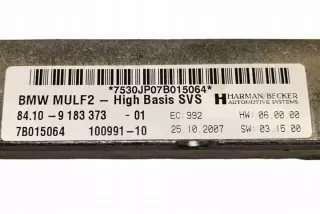 *7530JP07B015064*
BMW MULF2 – High Basis SVS
HARMAN/BECKER
AUTOMOTIVE SYSTEMS
84.10 - 9 183 373 - 01 EC: 992 HW: 06.00.00
7B015064 100991-10 25.10.2007 SW: 03.15.00